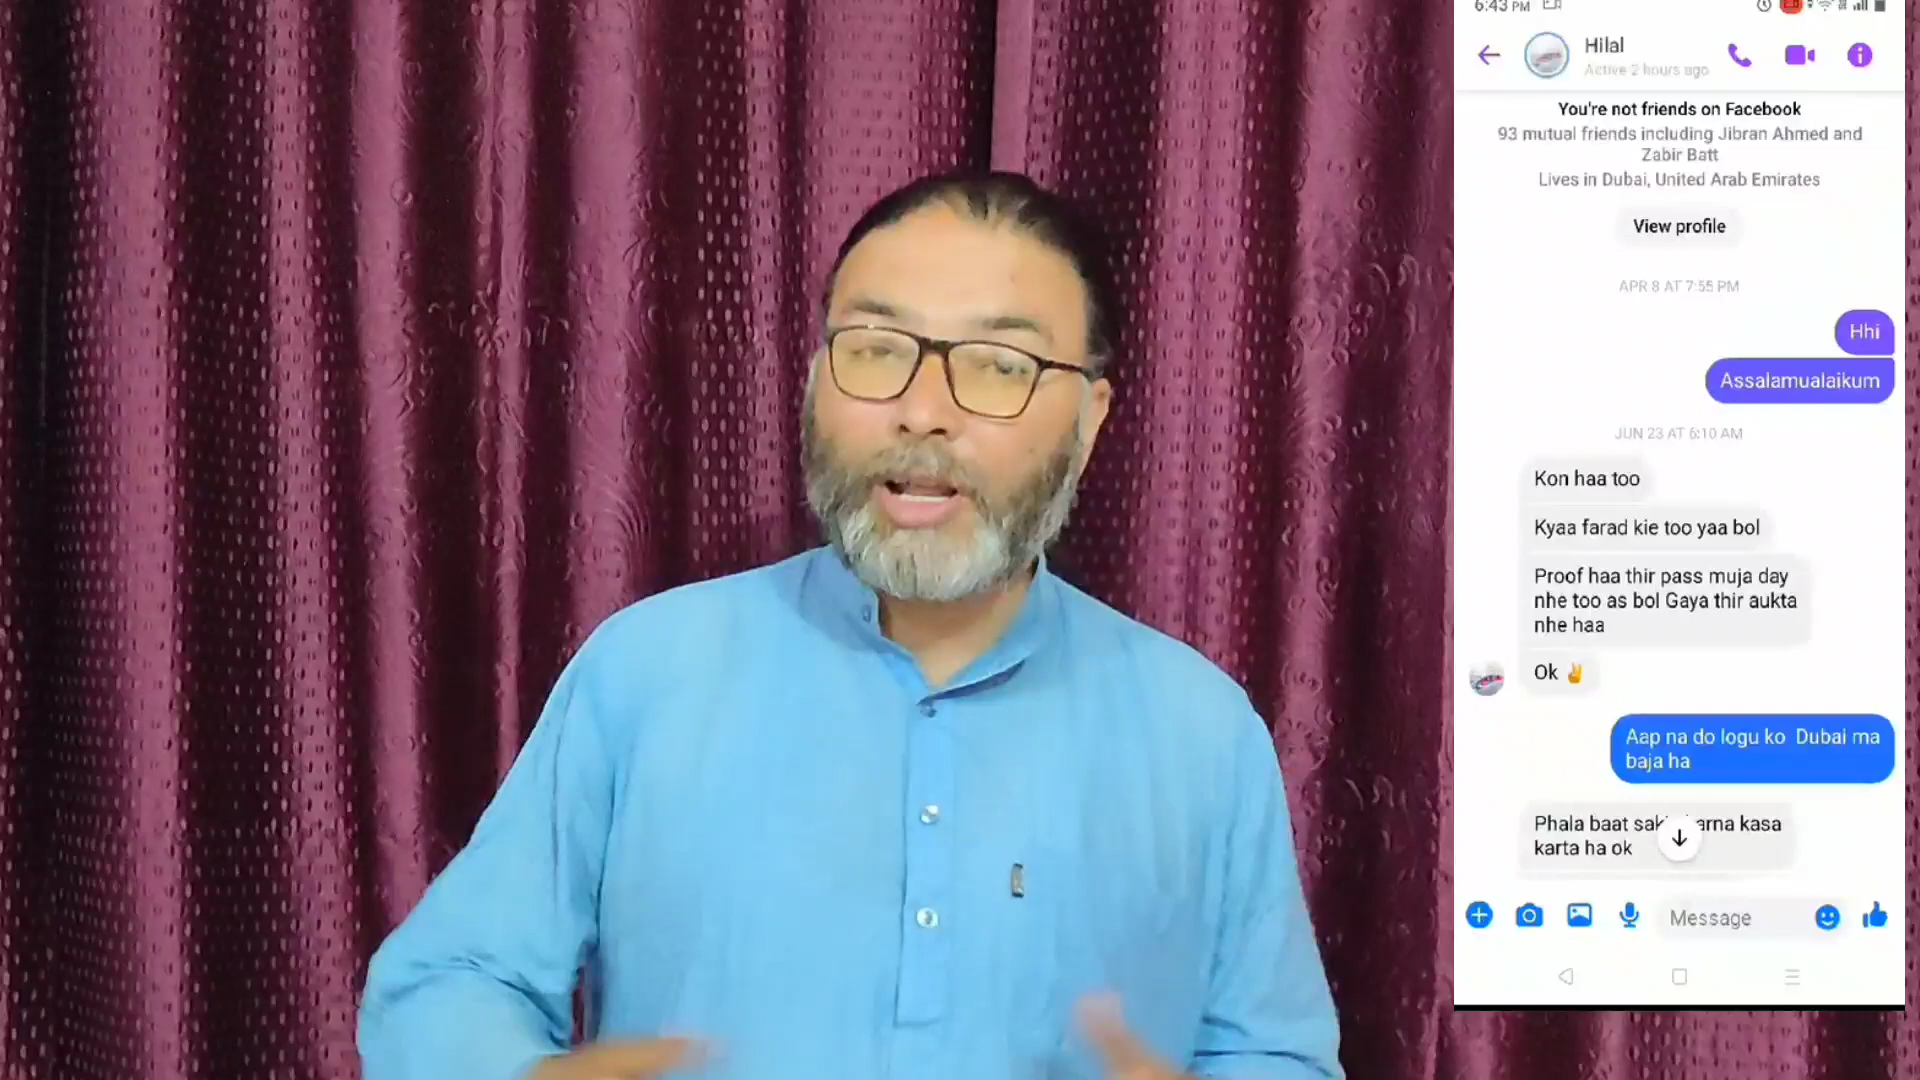 6:43 PM
Hilal
Active 2 hours ago
You're not friends on Facebook
93 mutual friends including Jibran Ahmed and
Zabir Batt
Lives in Dubai, United Arab Emirates
View profile
APR 8 AT 7:55 PM
Hhi
Assalamualaikum
JUN 23 AT 6:10 AM
Kon haa too
Kyaa farad kie too yaa bol
Proof haa thir pass muja day
nhe too as bol Gaya thir aukta
nhe haa
Ok ✌
Aap na do logu ko Dubai ma
baja ha
Phala baat kasa
karta ha ok
Message